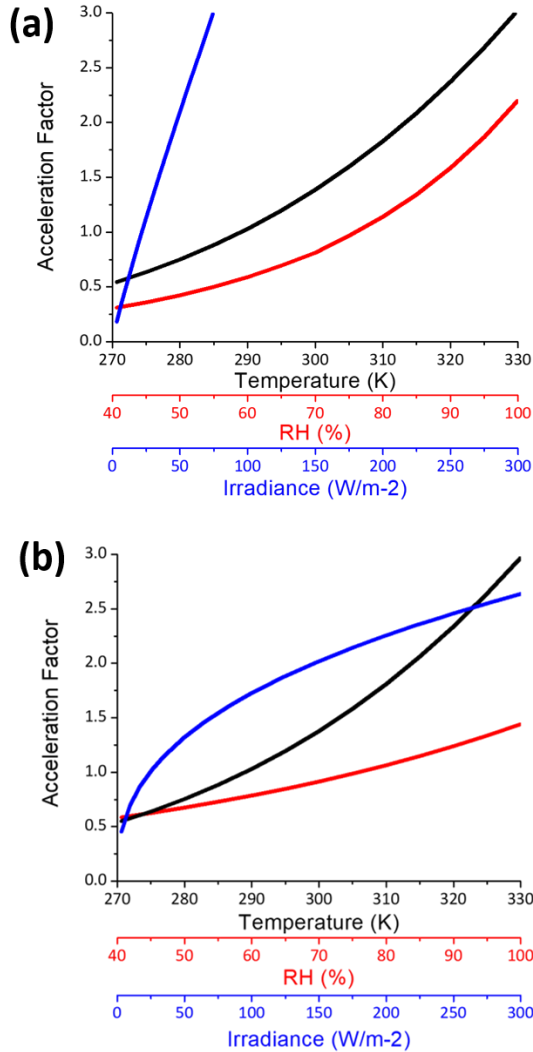 (a)
3.0
2.5
2.0
1.5
1.0
0.5
0.0
Acceleration Factor
270 280 290 300 310 320 330
Temperature (K)
40 50 60 70 80 90 100
RH (%)
0 50 100 150 200 250 300
Irradiance (W/m-2)
(b)
3.0
2.5
2.0
1.5
1.0
0.5
0.0
Acceleration Factor
270 280 290 300 310 320 330
Temperature (K)
40 50 60 70 80 90 100
RH (%)
0 50 100 150 200 250 300
Irradiance (W/m-2)